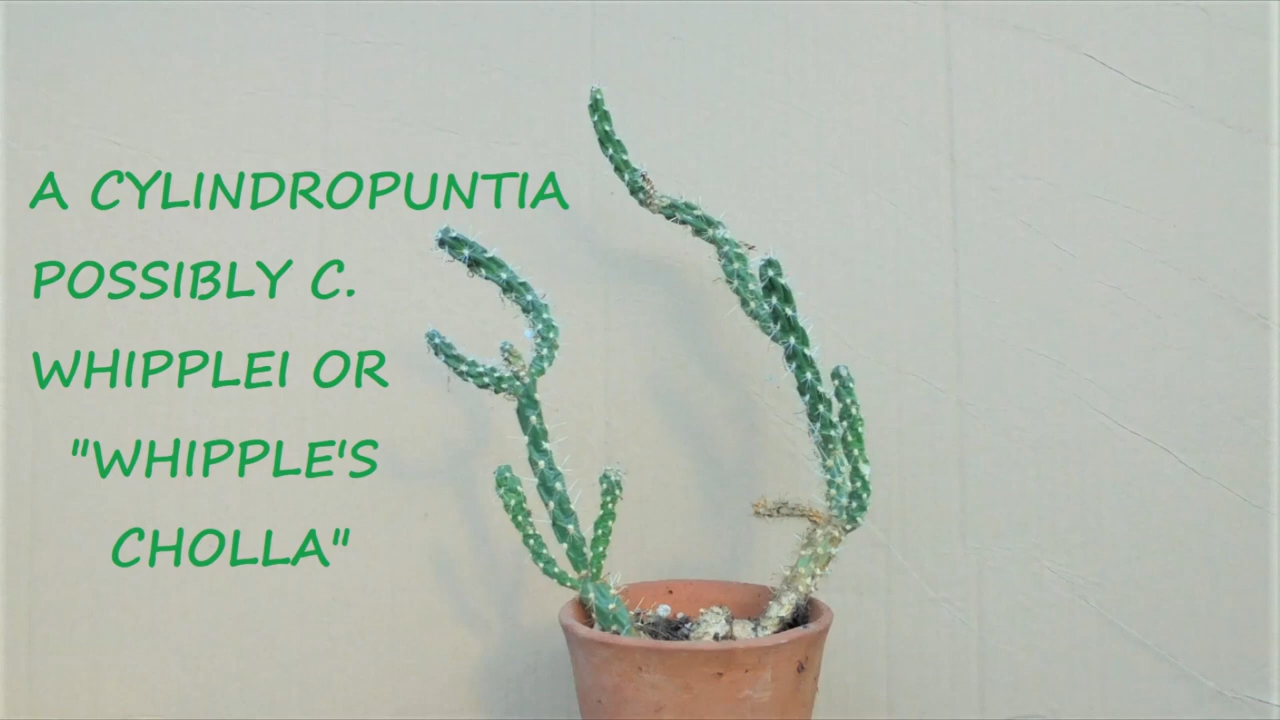 A CYLINDROPUNTIA
POSSIBLY C.
WHIPPLEI OR
"WHIPPLE'S
CHOLLA"